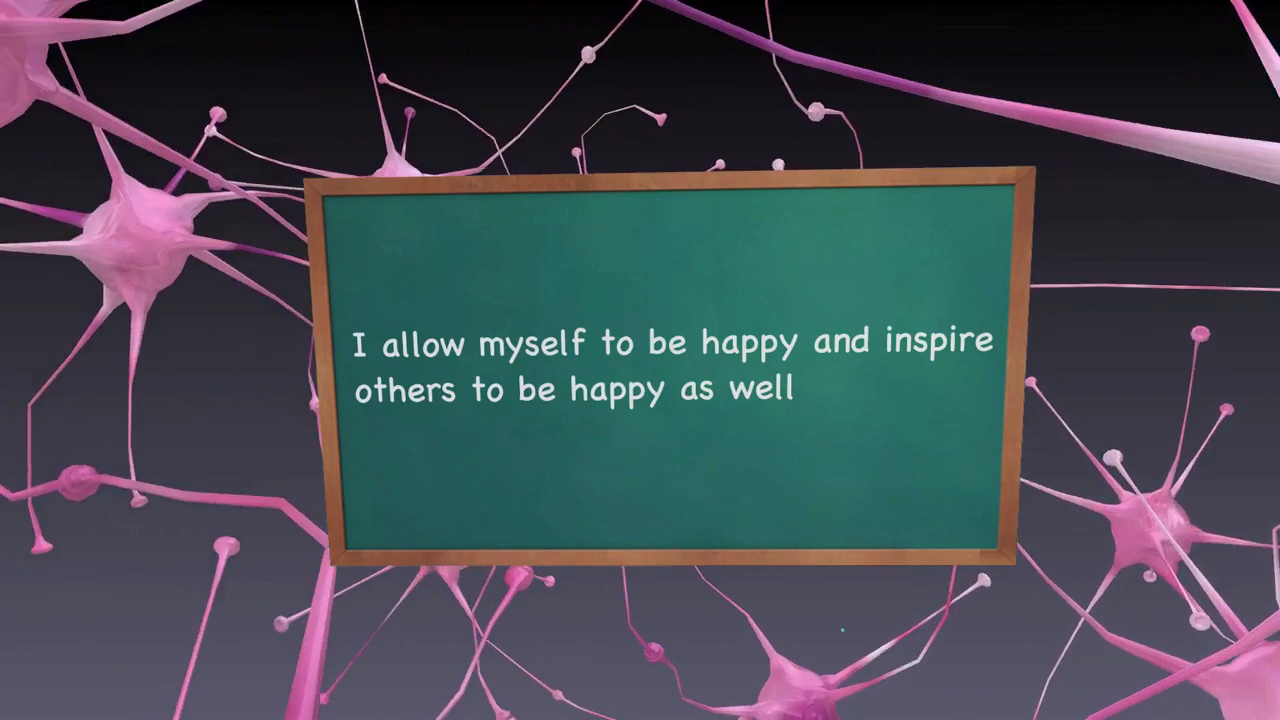 I allow myself to be happy and inspire
others to be happy as well